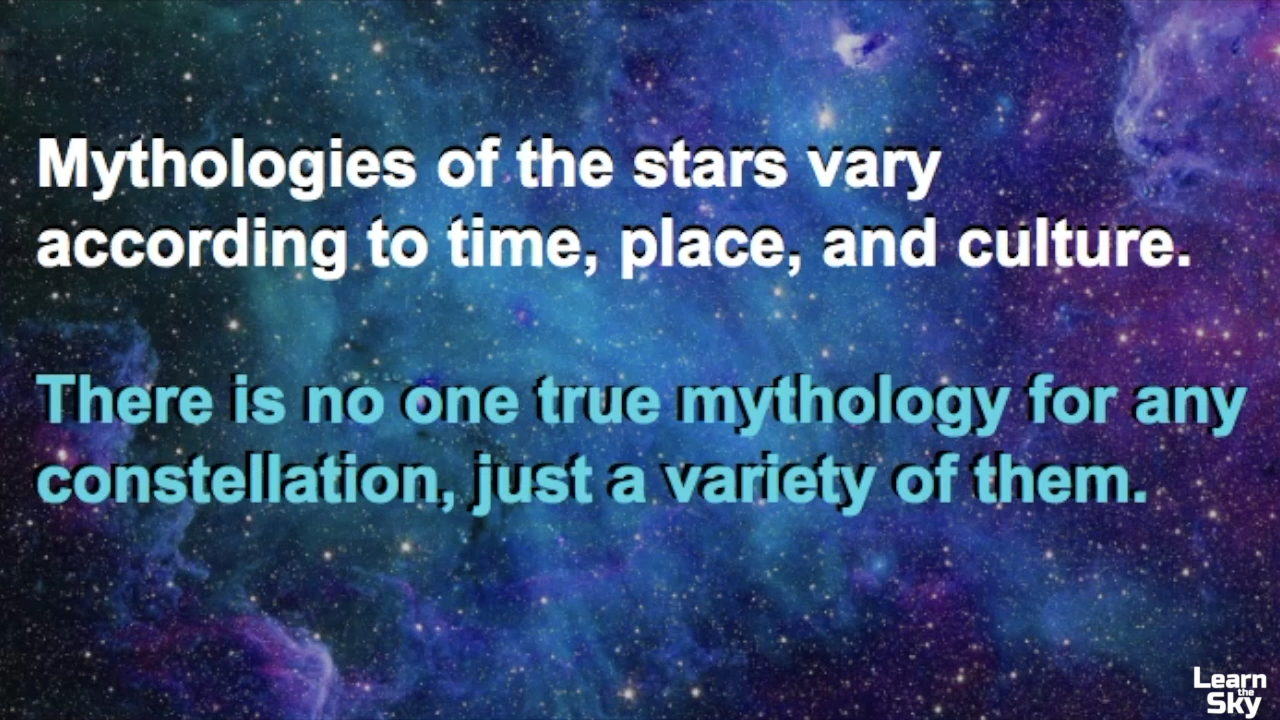 Mythologies of the stars vary
according to time, place, and culture.
There is no one true mythology for any
constellation, just a variety of them.
Learn
the
Sky